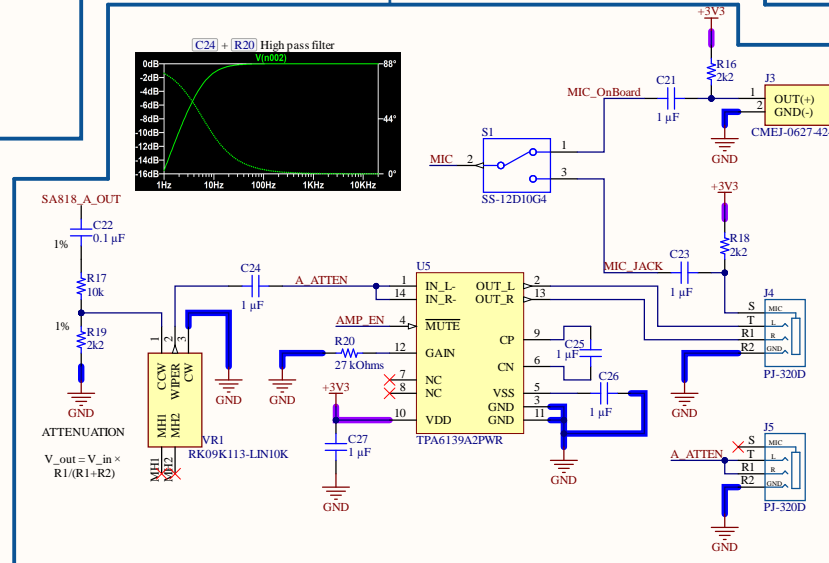 C24 + R20 High pass filter
V(n002)
0dB
-2dB
-4dB
-6dB
-8dB
-10dB
-12dB
-14dB
-16dB
88°
44°
0°
1Hz
10Hz
100Hz
1KHz
10KHz
+3V3
R16
2k2
C21
1 µF
MIC_OnBoard
J3
1
2
OUT(+)
GND(-)
CMEJ-0627-42-
GND
S1
MIC
2
1
3
SS-12D10G4
+3V3
R18
2k2
MIC_JACK
C23
1 µF
SA818_A_OUT
C22
0.1 µF
1%
R17
10k
1%
R19
2k2
GND
ATTENUATION
V_out = V_in ×
R1/(R1+R2)
1
2
3
CCW
WIPER
CW
MH1
MH2
MH1
MH2
VR1
RK09K113-LIN10K
GND
C24
1 µF
A_ATTEN
AMP_EN
R20
27 kOhms
GND
+3V3
C27
1 µF
GND
U5
1
14
4
12
7
8
10
IN_L-
IN_R-
MUTE
GAIN
NC
NC
VDD
OUT_L
OUT_R
CP
CN
VSS
GND
GND
2
13
9
6
5
3
11
TPA6139A2PWR
C25
1 µF
C26
1 µF
GND
J4
S MIC
T L
R1 R
R2 GND
PJ-320D
GND
J5
A_ATTEN
S MIC
T L
R1 R
R2 GND
PJ-320D
GND